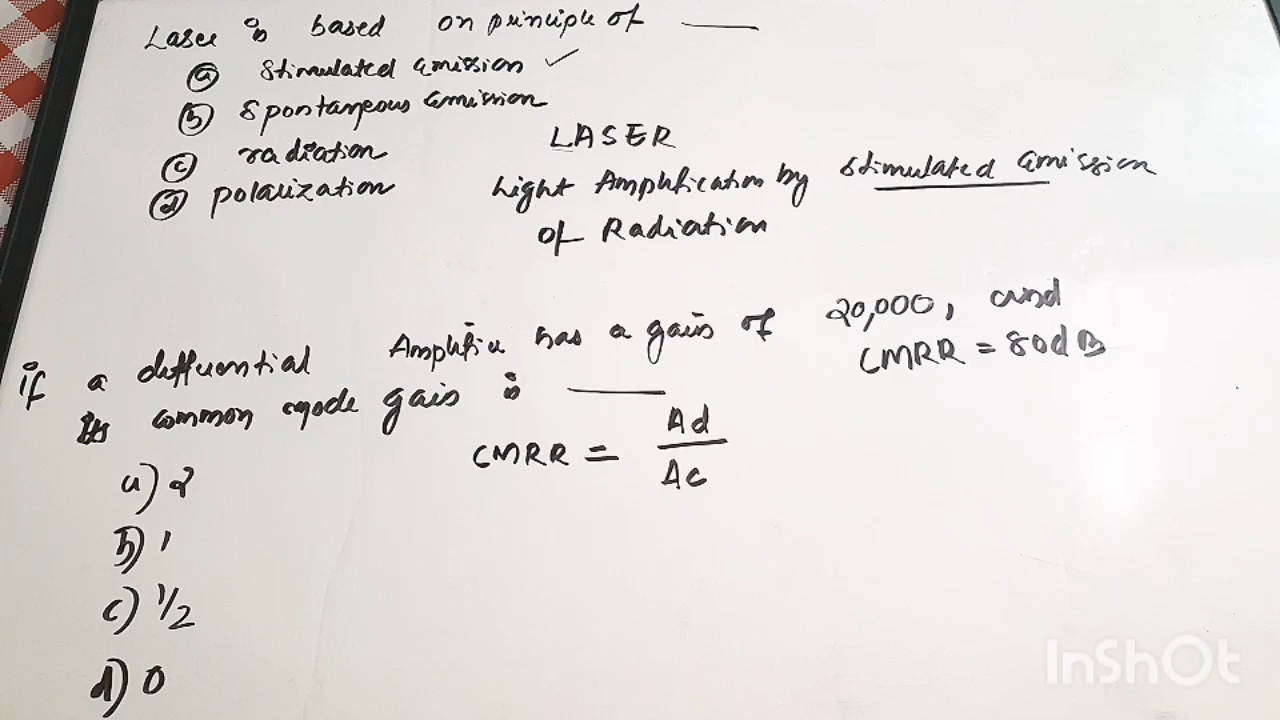 Laser is based on principle of ___
(a) Stimulated emission ✓
(b) Spontaneous emission
(c) radiation
(d) polarization
LASER
Light Amplification by Stimulated emission
of Radiation
if a differential Amplifier has a gain of 20,000, and
CMRR = 80dB
its common mode gain is ___
CMRR = Ad/Ac
a) 2
b) 1
c) 1/2
d) 0
InShOt